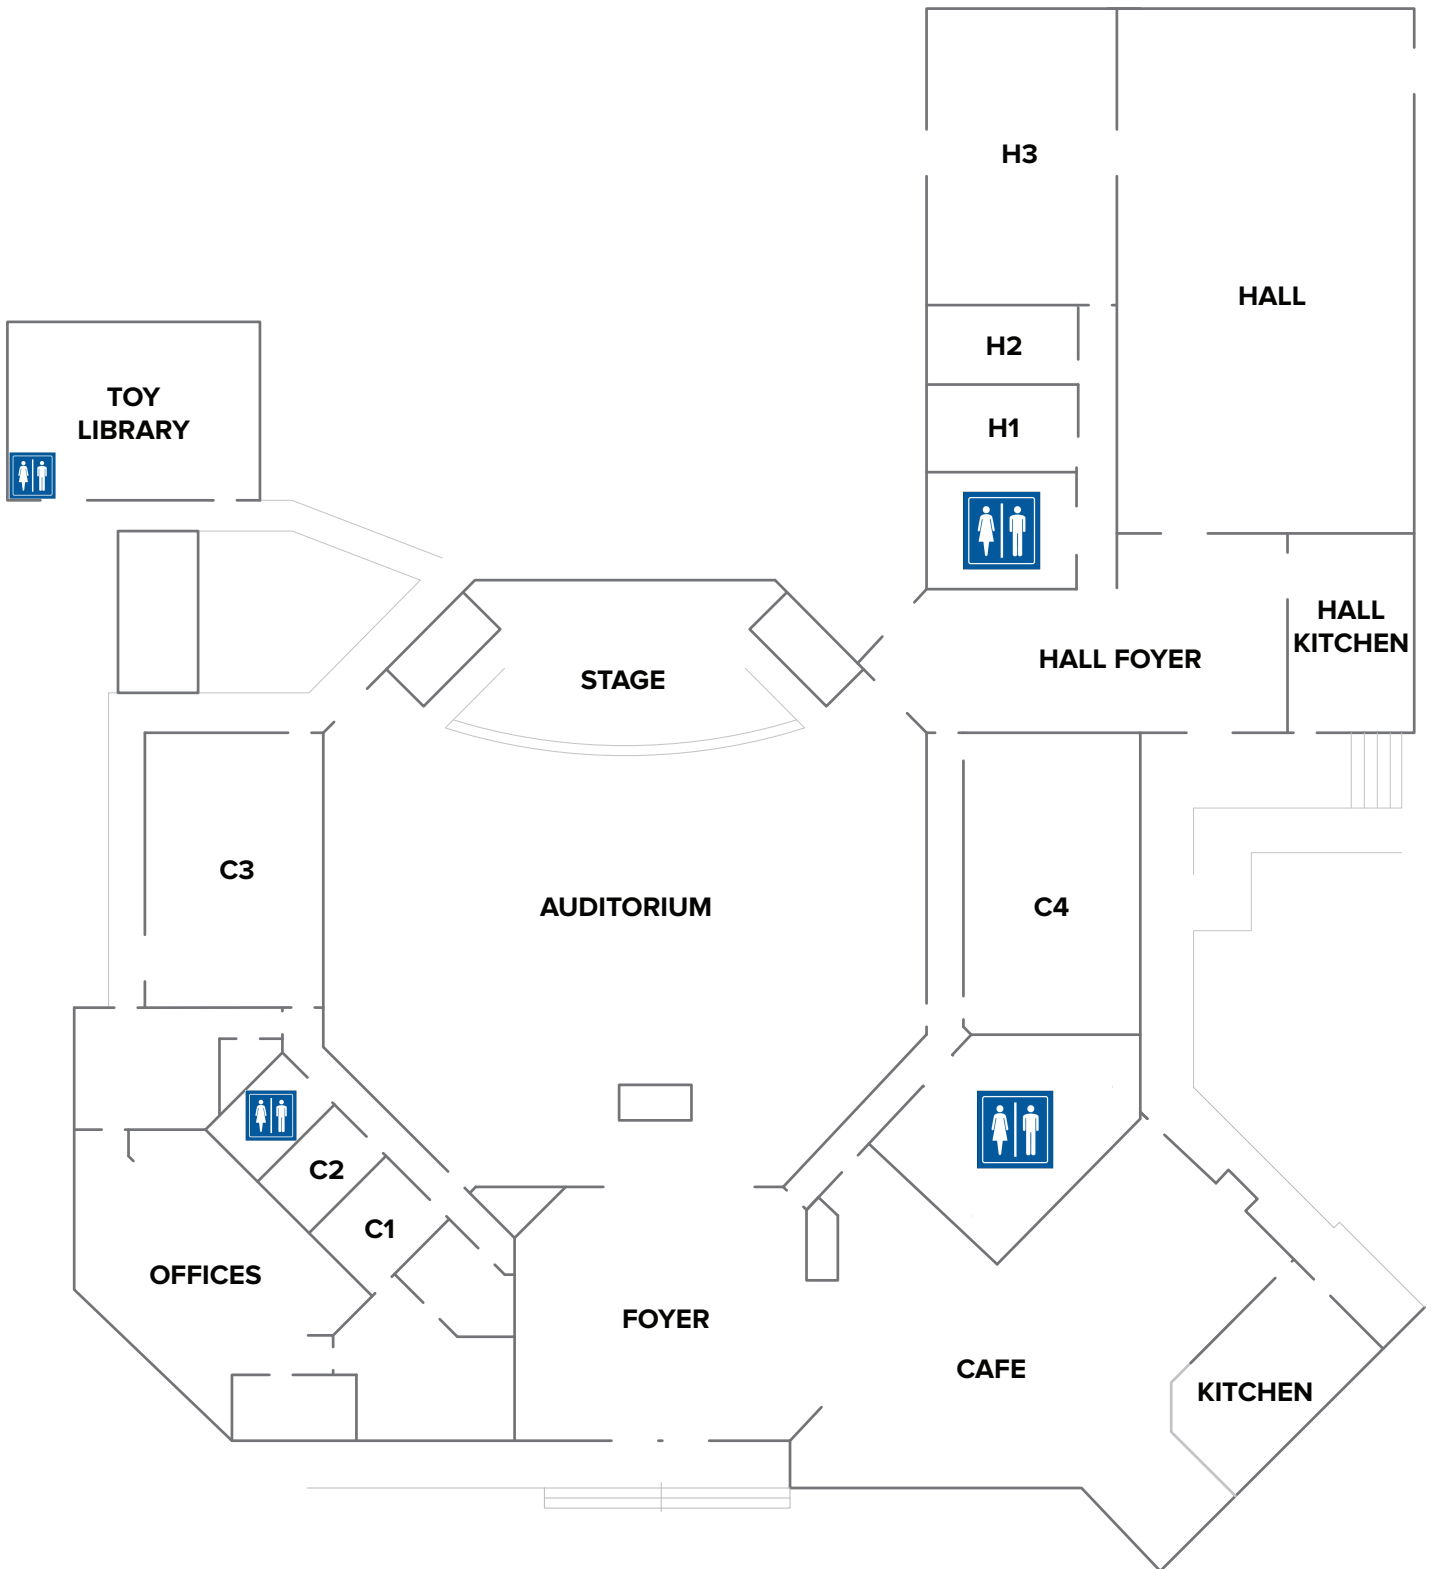 H3
HALL
H2
TOY
LIBRARY
H1
HALL
KITCHEN
HALL FOYER
STAGE
C3
AUDITORIUM
C4
C2
C1
OFFICES
FOYER
CAFE
KITCHEN